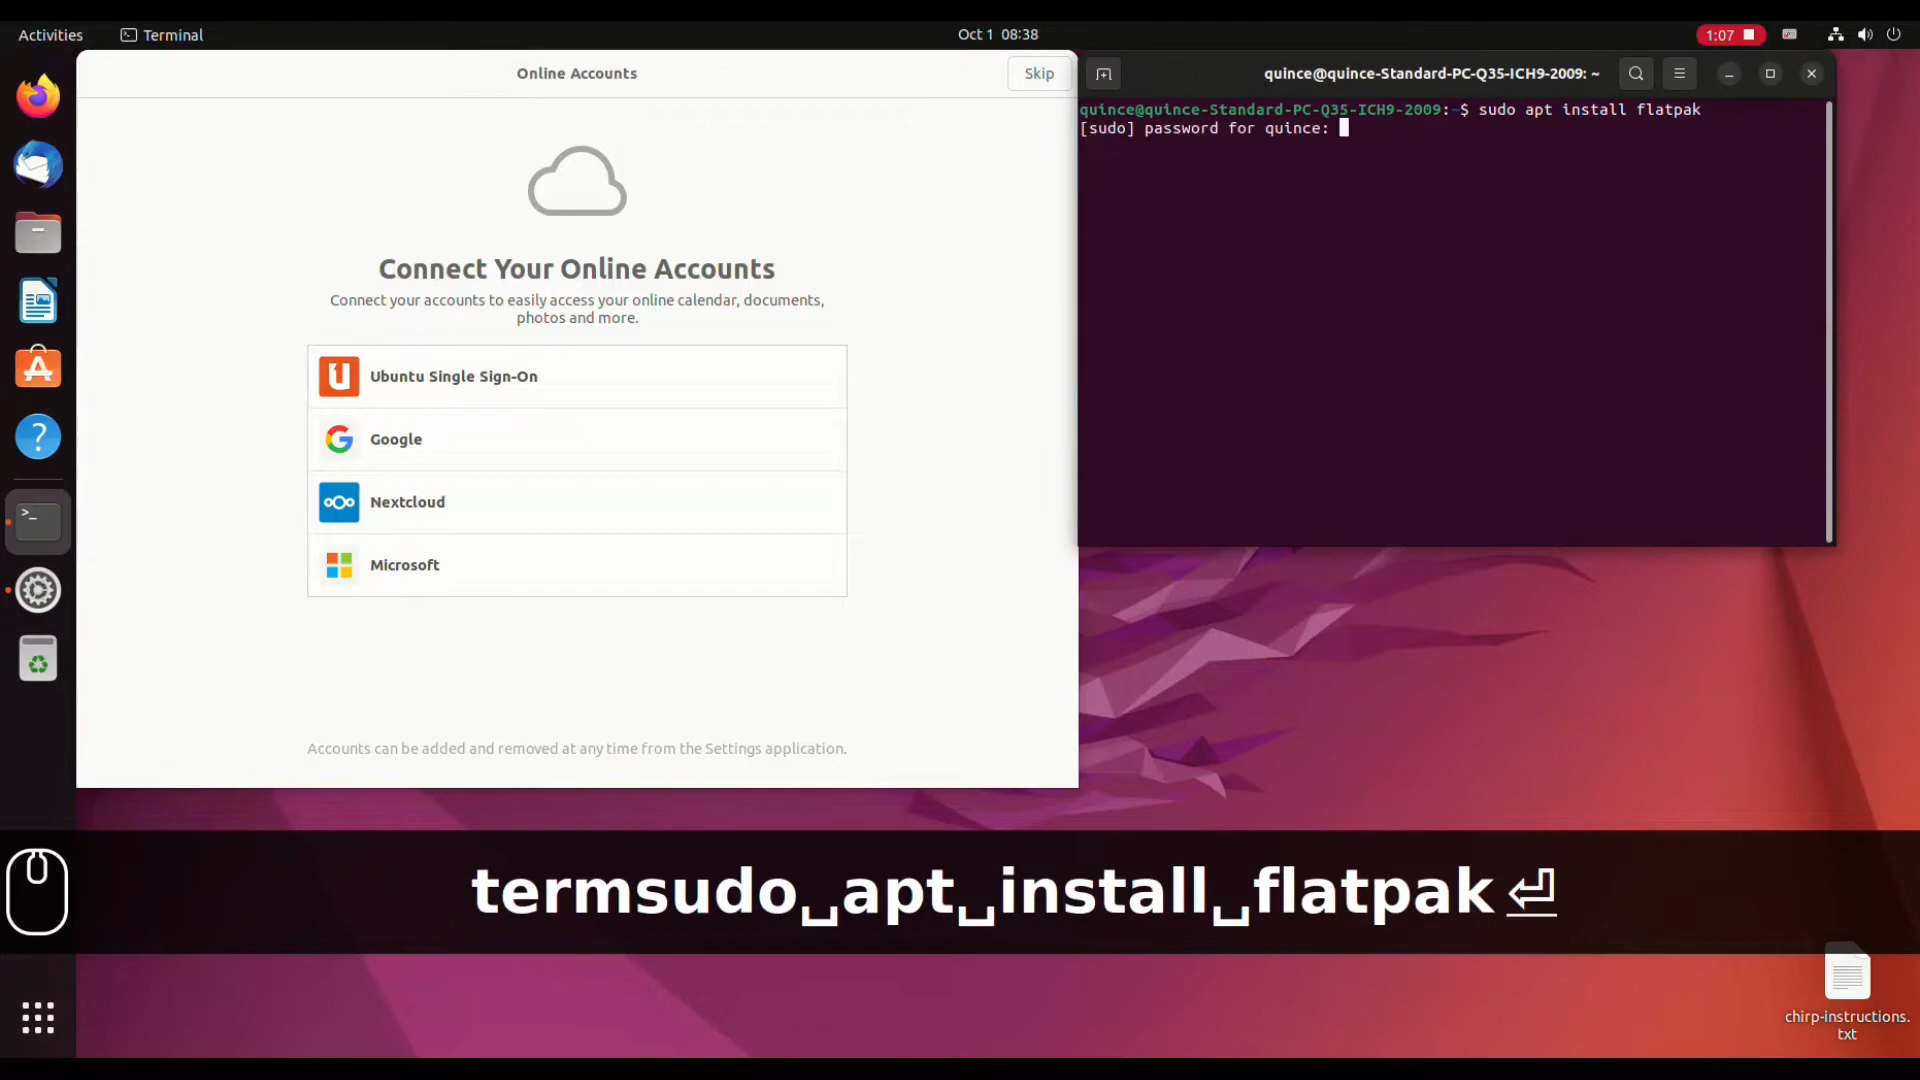 Activities
Terminal
Oct 1 08:38
1:07
Online Accounts
Skip
Connect Your Online Accounts
Connect your accounts to easily access your online calendar, documents,
photos and more.
Ubuntu Single Sign-On
Google
Nextcloud
Microsoft
Accounts can be added and removed at any time from the Settings application.
quince@quince-Standard-PC-Q35-ICH9-2009: ~
quince@quince-Standard-PC-Q35-ICH9-2009:~$ sudo apt install flatpak
[sudo] password for quince:
termsudo␣apt␣install␣flatpak⏎
chirp-instructions.
txt